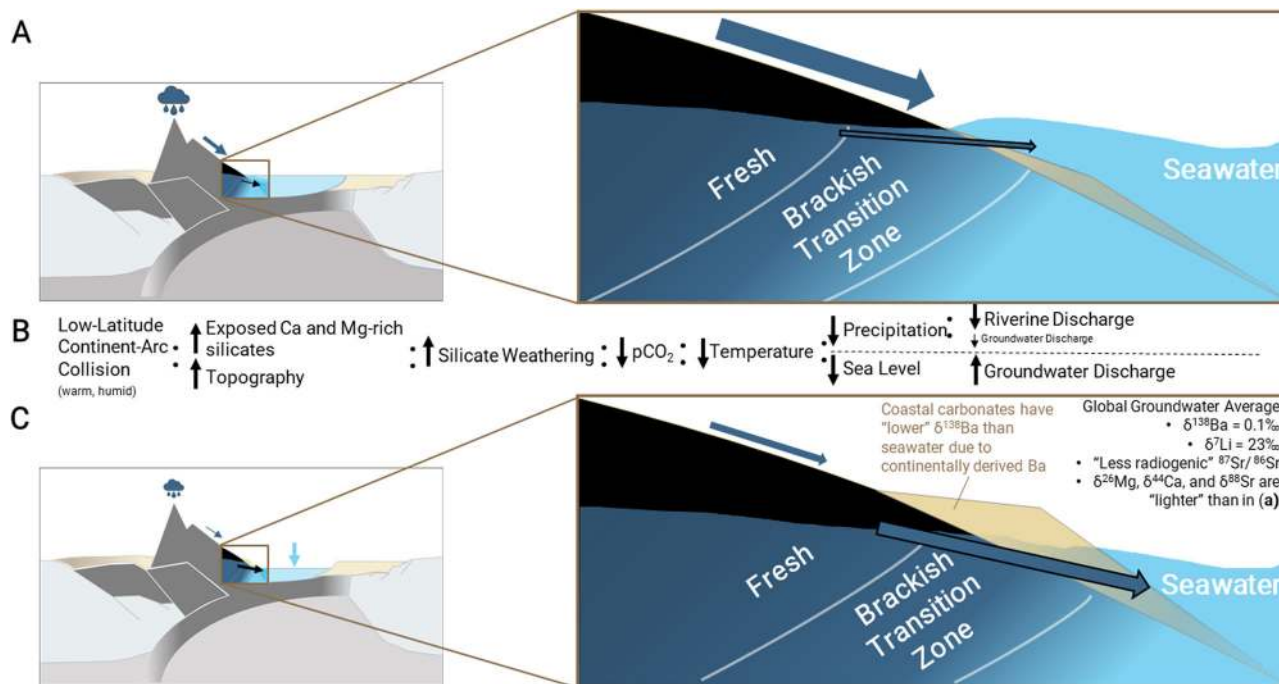 A
Fresh
Brackish
Transition
Zone
Seawater
B
Low-Latitude
Continent-Arc
Collision
(warm, humid)
Exposed Ca and Mg-rich
silicates
Topography
Silicate Weathering
pCO₂
Temperature
Precipitation
Sea Level
Riverine Discharge
Groundwater Discharge
Groundwater Discharge
C
Coastal carbonates have
"lower" δ¹³⁸Ba than
seawater due to
continentally derived Ba
Global Groundwater Average
• δ¹³⁸Ba = 0.1‰
• δ⁷Li = 23‰
• "Less radiogenic" ⁸⁷Sr/ ⁸⁶Sr
• δ²⁶Mg, δ⁴⁴Ca, and δ⁸⁸Sr are
"lighter" than in (a)
Fresh
Brackish
Transition
Zone
Seawater